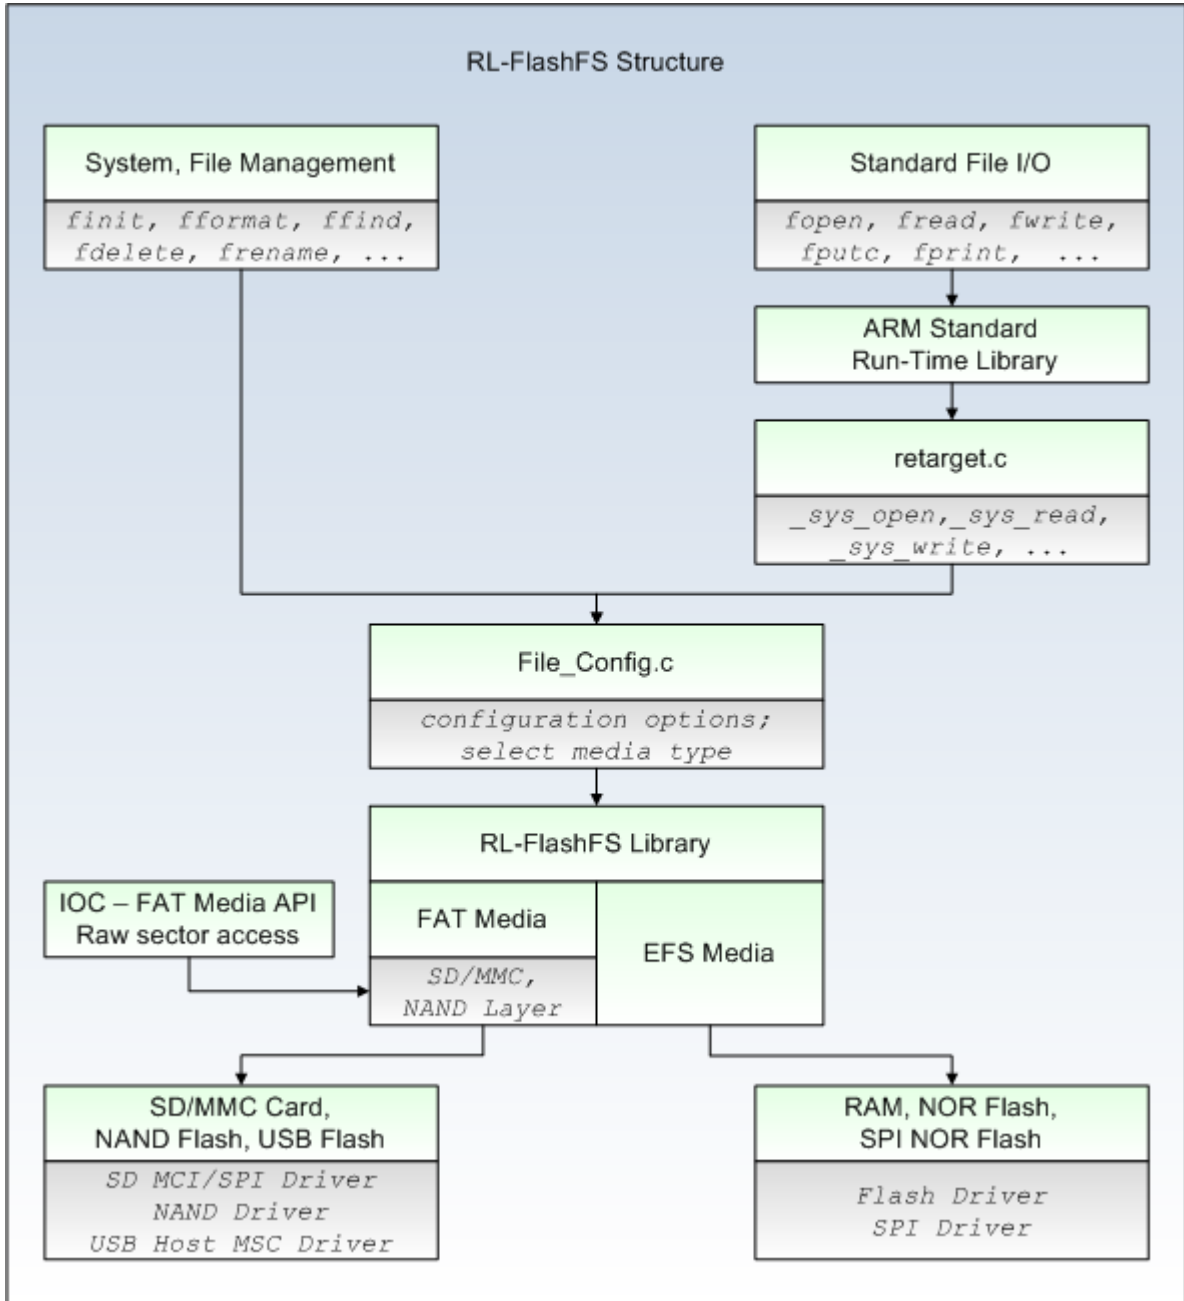 RL-FlashFS Structure
System, File Management
finit, fformat, ffind,
fdelete, frename, ...
Standard File I/O
fopen, fread, fwrite,
fputc, fprint, ...
ARM Standard
Run-Time Library
retarget.c
_sys_open,_sys_read,
_sys_write, ...
File_Config.c
configuration options;
select media type
RL-FlashFS Library
IOC – FAT Media API
Raw sector access
FAT Media
SD/MMC,
NAND Layer
EFS Media
SD/MMC Card,
NAND Flash, USB Flash
SD MCI/SPI Driver
NAND Driver
USB Host MSC Driver
RAM, NOR Flash,
SPI NOR Flash
Flash Driver
SPI Driver